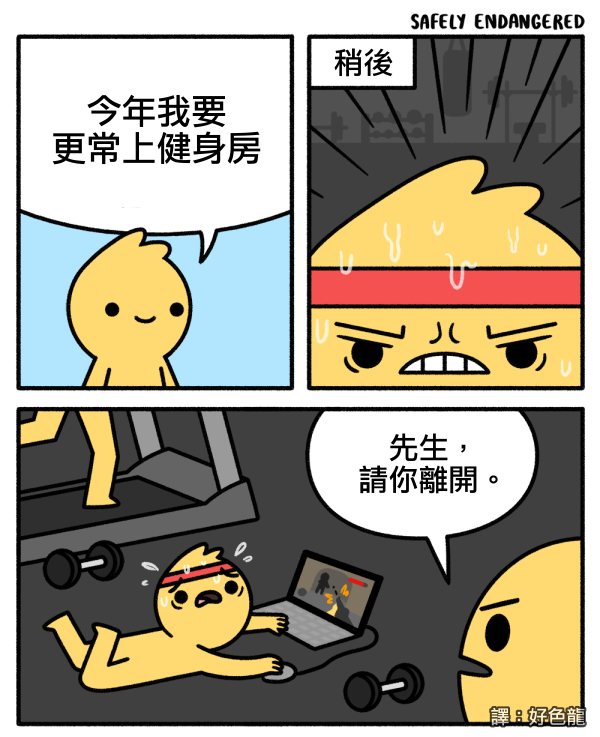 SAFELY ENDANGERED
今年我要
更常上健身房
稍後
先生，
請你離開。
譯：好色龍